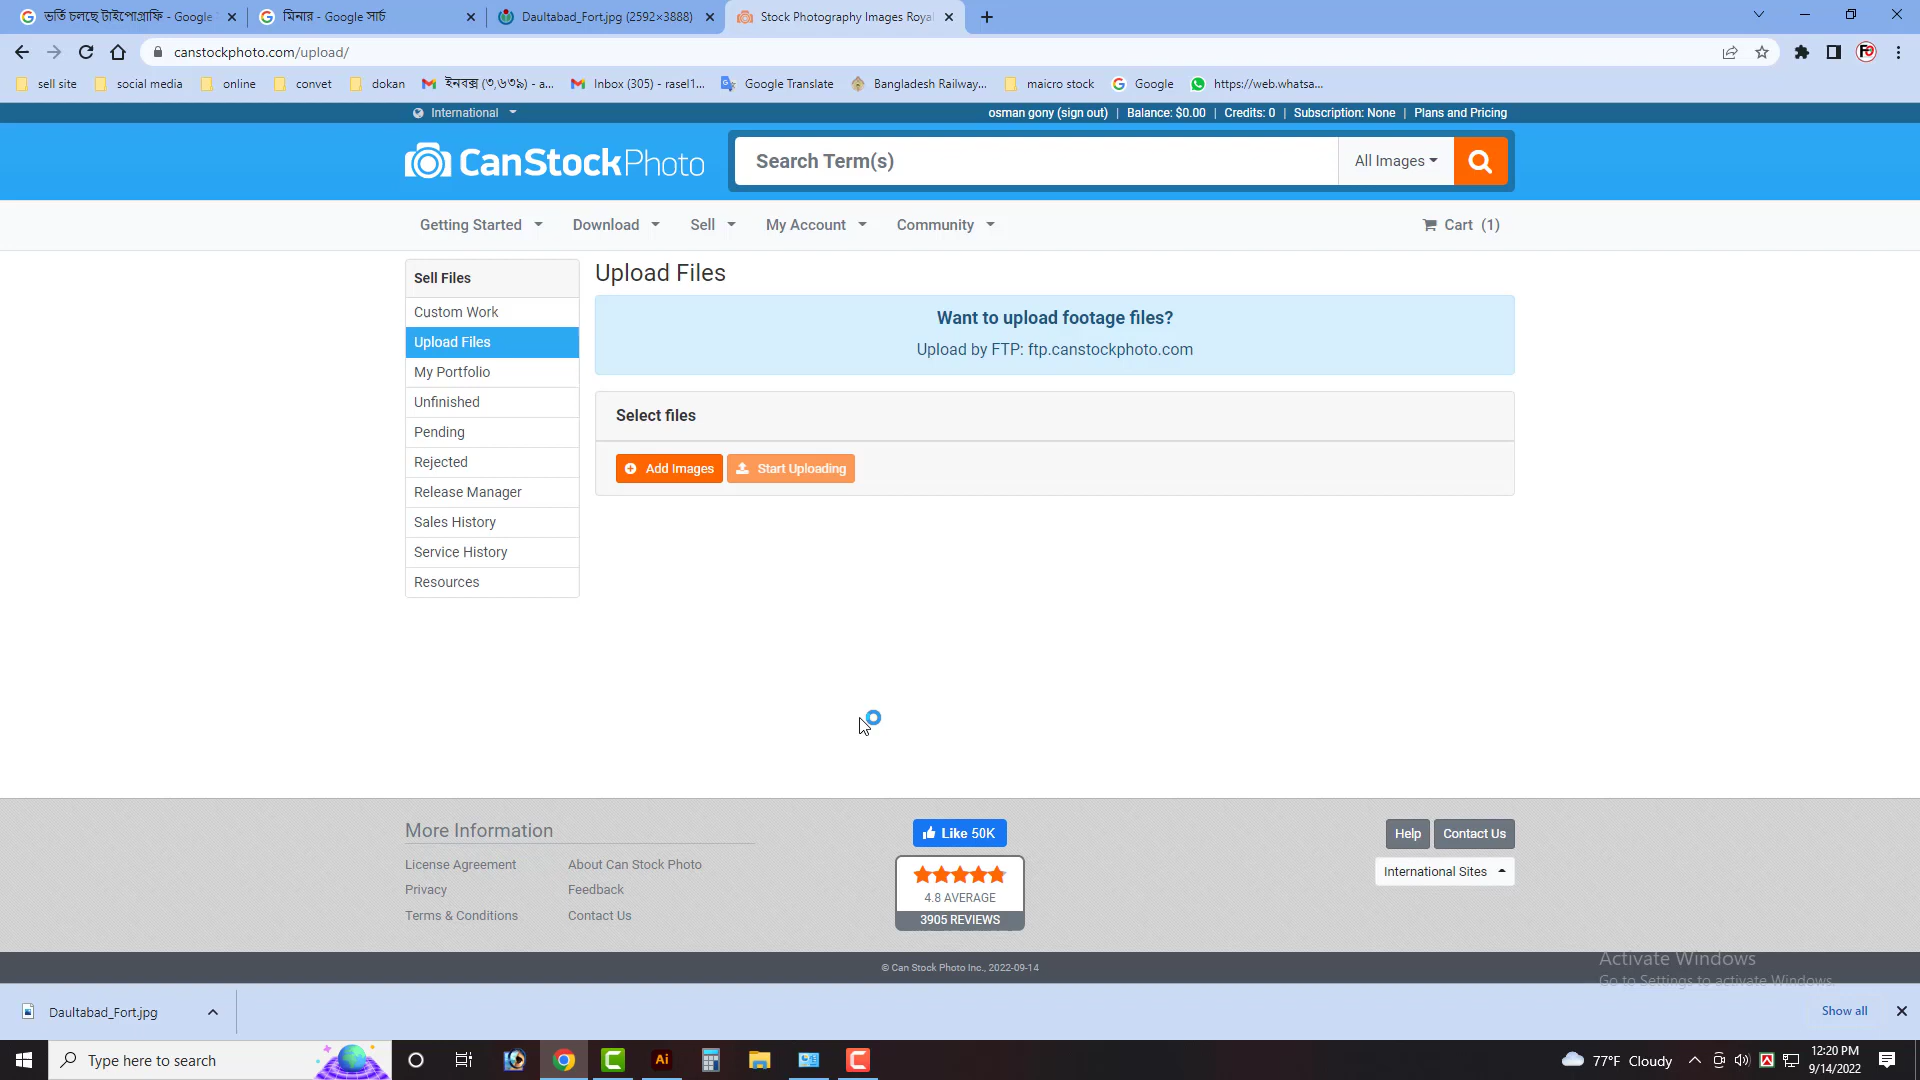 ভর্তি চলছে টাইপোগ্রাফি - Google
মিনার - Google সার্চ
Daultabad_Fort.jpg (2592×3888)
Stock Photography Images Roya
canstockphoto.com/upload/
sell site
social media
online
convet
dokan
ইনবক্স (৩,৬৩৯) - a...
Inbox (305) - rasel1...
Google Translate
Bangladesh Railway...
maicro stock
Google
https://web.whatsa...
International
osman gony (sign out) | Balance: $0.00 | Credits: 0 | Subscription: None | Plans and Pricing
CanStockPhoto
Search Term(s)
All Images
Getting Started
Download
Sell
My Account
Community
Cart (1)
Sell Files
Custom Work
Upload Files
My Portfolio
Unfinished
Pending
Rejected
Release Manager
Sales History
Service History
Resources
Upload Files
Want to upload footage files?
Upload by FTP: ftp.canstockphoto.com
Select files
Add Images
Start Uploading
More Information
License Agreement
About Can Stock Photo
Privacy
Feedback
Terms & Conditions
Contact Us
Like 50K
4.8 AVERAGE
3905 REVIEWS
Help
Contact Us
International Sites
© Can Stock Photo Inc., 2022-09-14
Activate Windows
Go to Settings to activate Windows.
Daultabad_Fort.jpg
Show all
Type here to search
Ai
77°F Cloudy
12:20 PM
9/14/2022